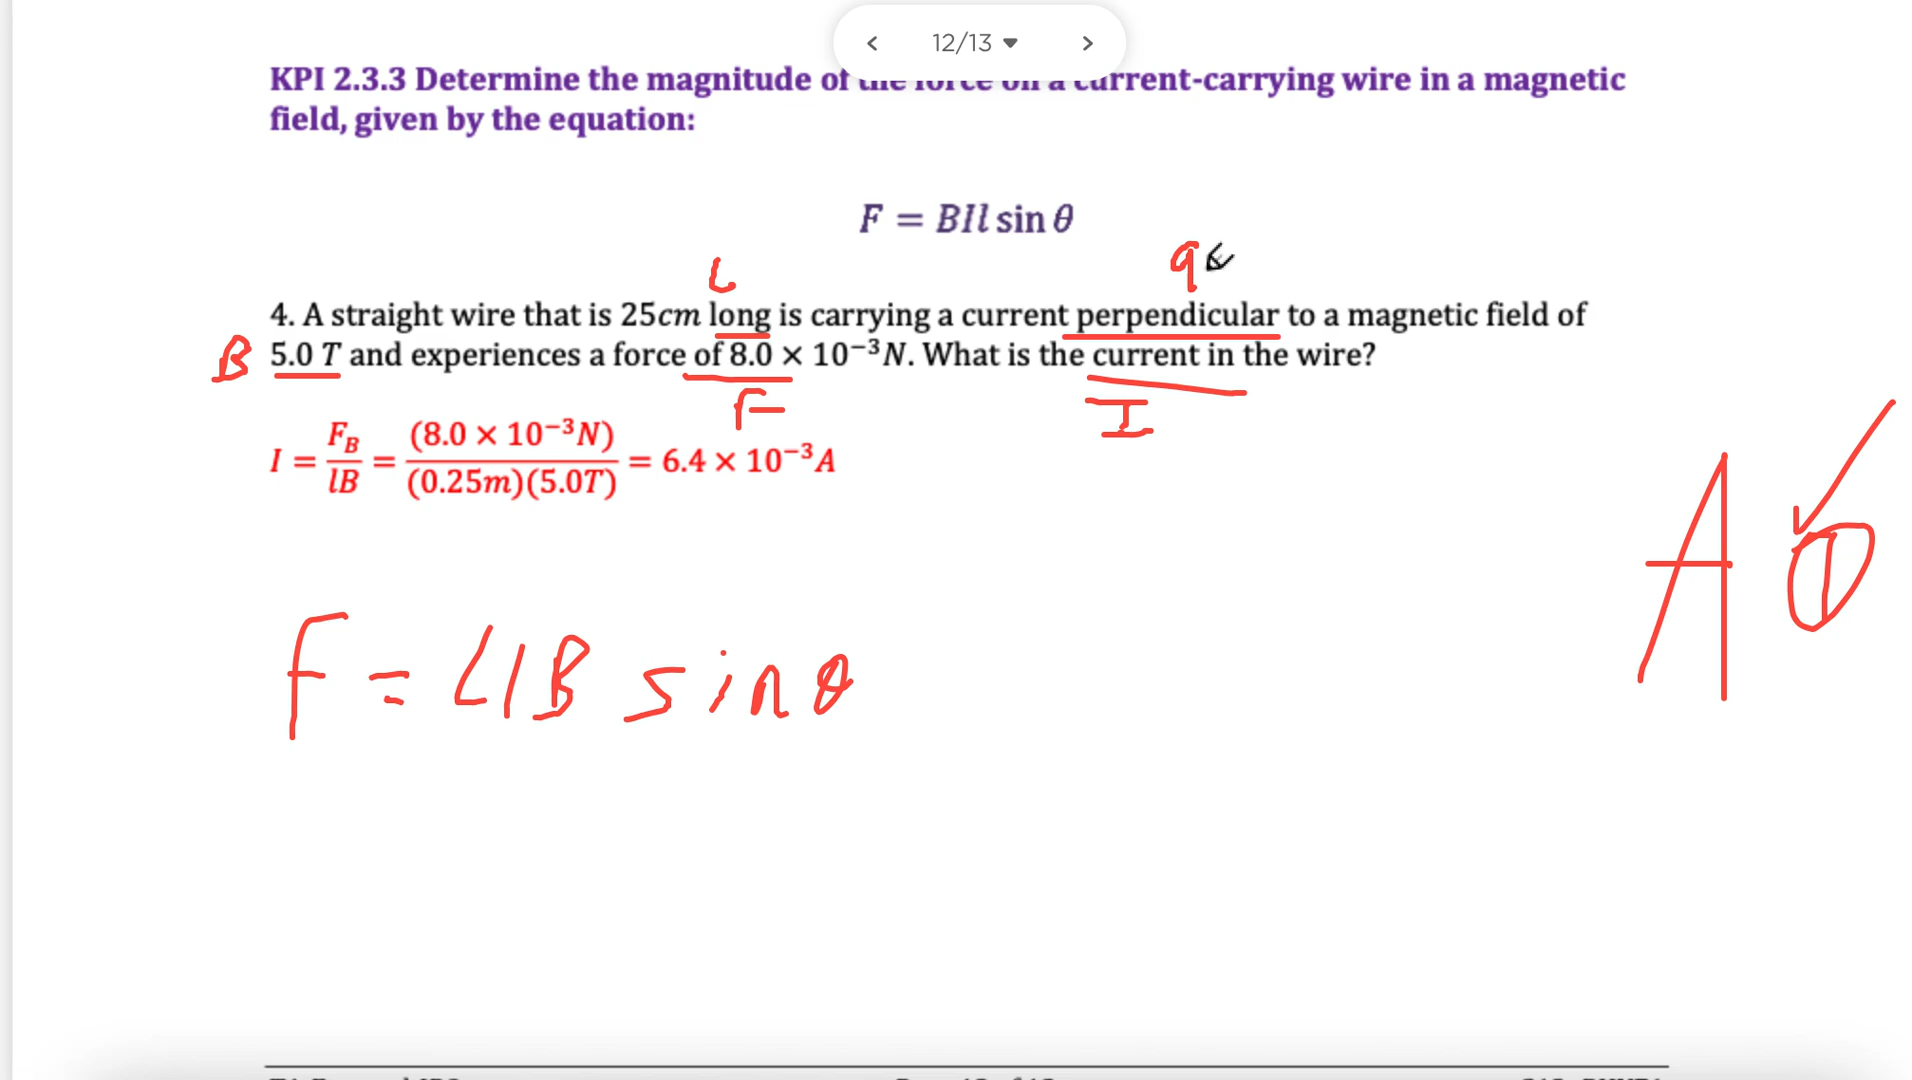 12/13
KPI 2.3.3 Determine the magnitude of the force on a current-carrying wire in a magnetic
field, given by the equation:
F = BIl sin θ
L
9
4. A straight wire that is 25cm long is carrying a current perpendicular to a magnetic field of
B 5.0 T and experiences a force of 8.0 × 10⁻³N. What is the current in the wire?
F
I
I = F_B/lB = (8.0 × 10⁻³N)/(0.25m)(5.0T) = 6.4 × 10⁻³A
A
F = LIB sin θ